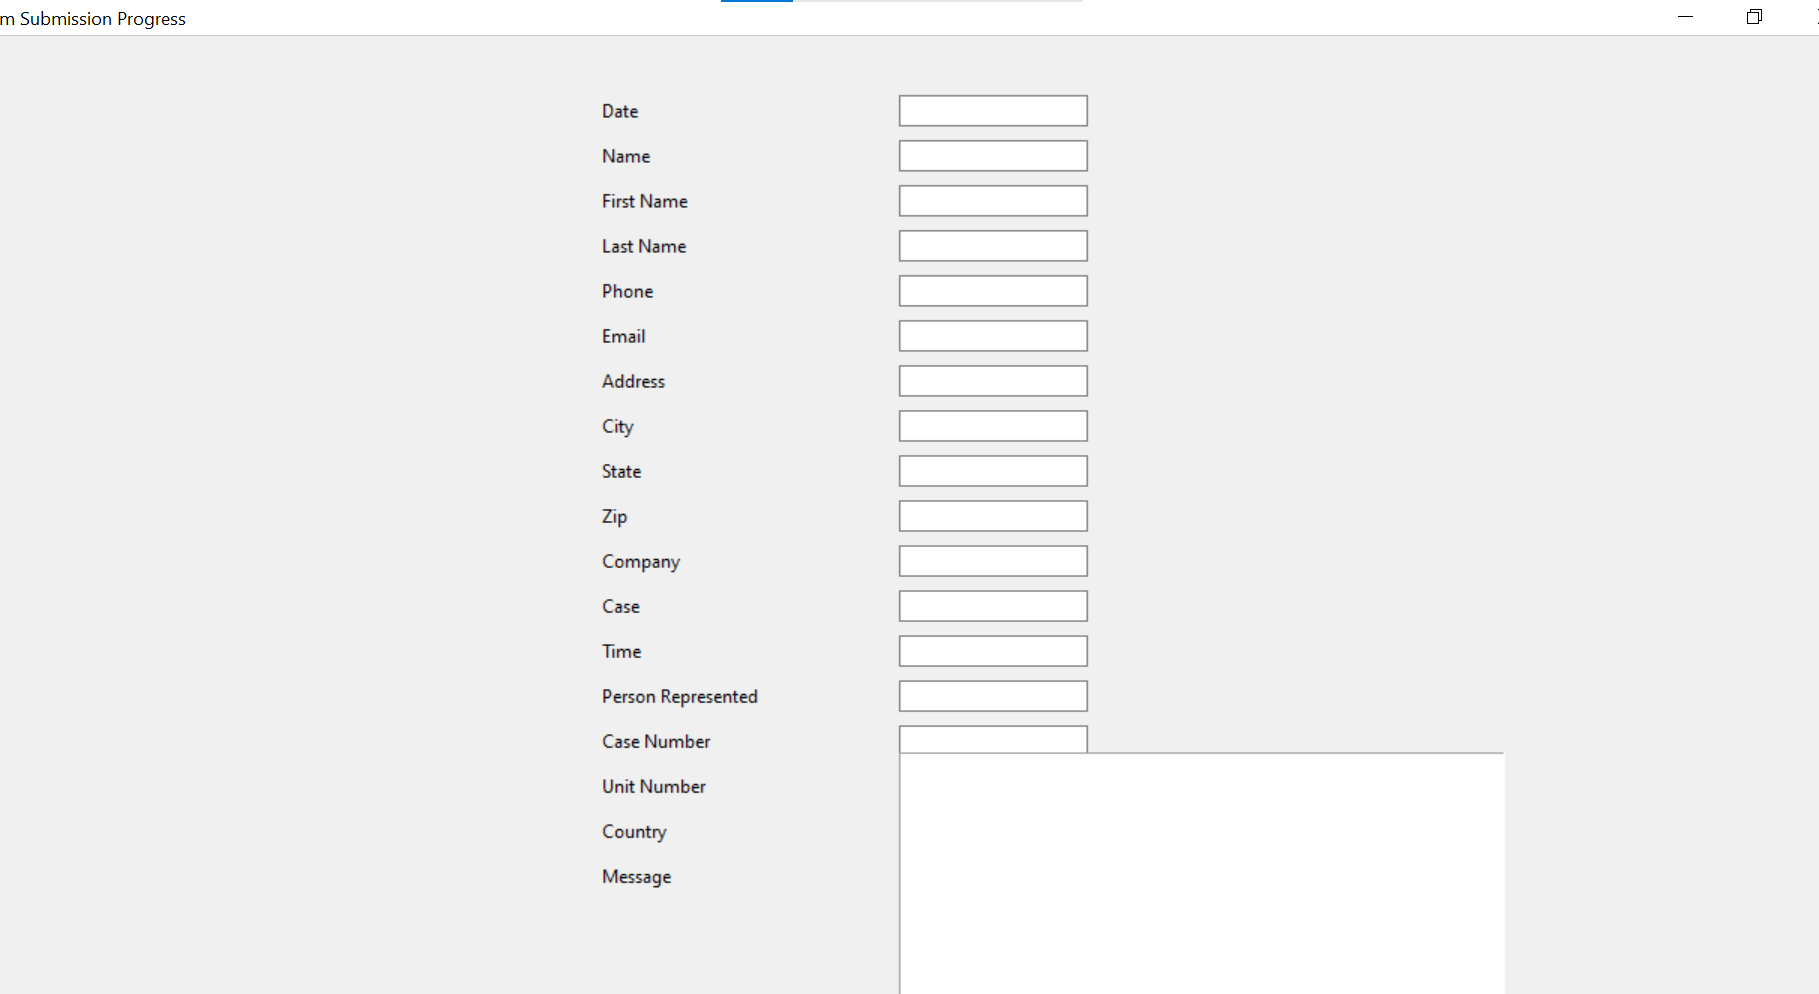 m Submission Progress
Date
Name
First Name
Last Name
Phone
Email
Address
City
State
Zip
Company
Case
Time
Person Represented
Case Number
Unit Number
Country
Message